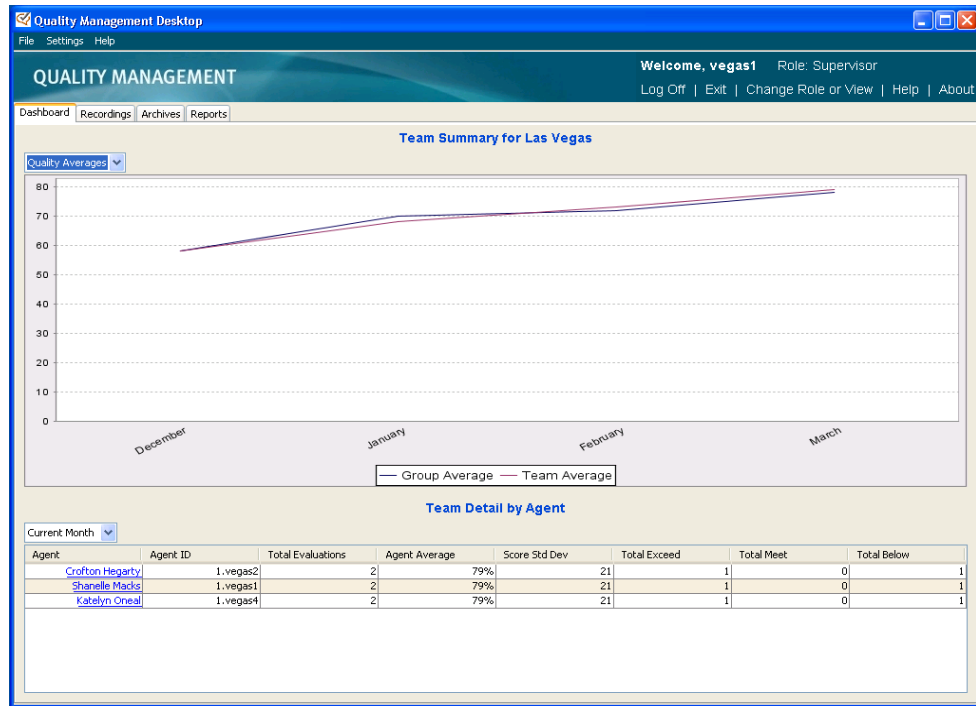 Quality Management Desktop
File Settings Help
QUALITY MANAGEMENT
Welcome, vegas1 Role: Supervisor
Log Off | Exit | Change Role or View | Help | About
Dashboard Recordings Archives Reports
Team Summary for Las Vegas
Quality Averages
80
70
60
50
40
30
20
10
0
December January February March
Group Average Team Average
Team Detail by Agent
Current Month
Agent Agent ID Total Evaluations Agent Average Score Std Dev Total Exceed Total Meet Total Below
Crofton Hegarty 1.vegas2 2 79% 21 1 0 1
Shanelle Macks 1.vegas1 2 79% 21 1 0 1
Katelyn Oneal 1.vegas4 2 79% 21 1 0 1